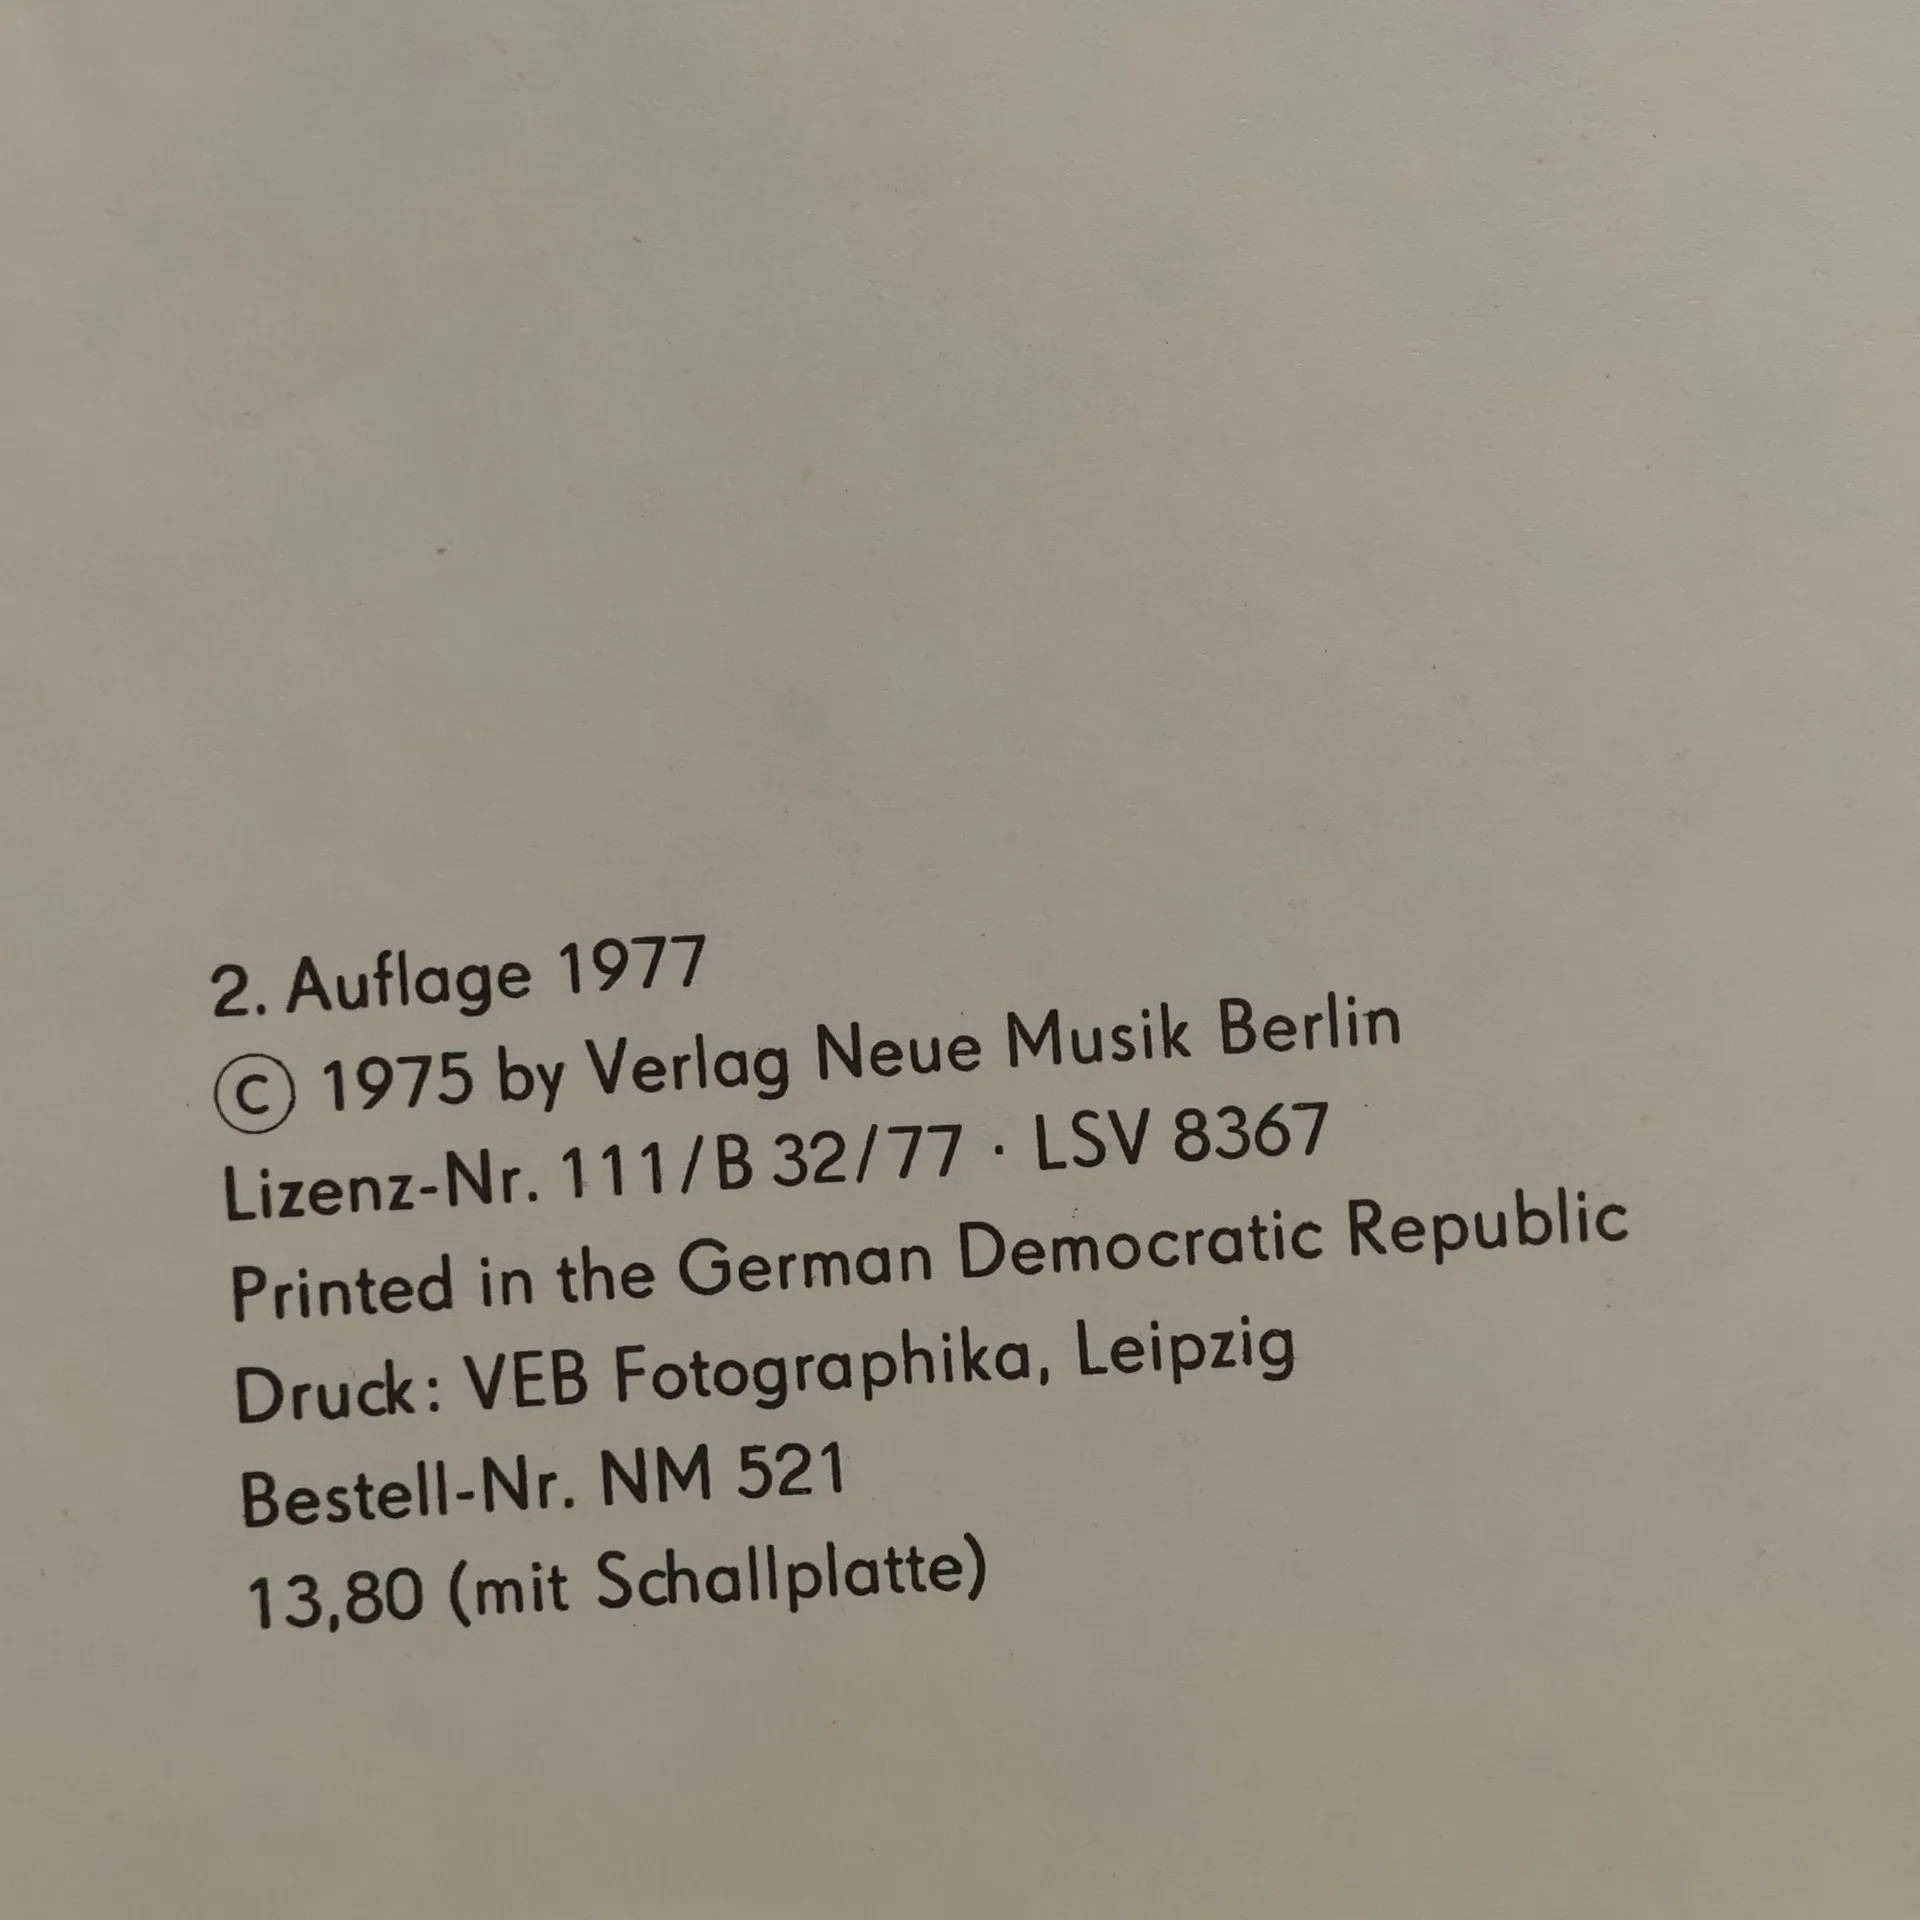 2. Auflage 1977
© 1975 by Verlag Neue Musik Berlin
Lizenz-Nr. 111/B 32/77 · LSV 8367
Printed in the German Democratic Republic
Druck: VEB Fotographika, Leipzig
Bestell-Nr. NM 521
13,80 (mit Schallplatte)